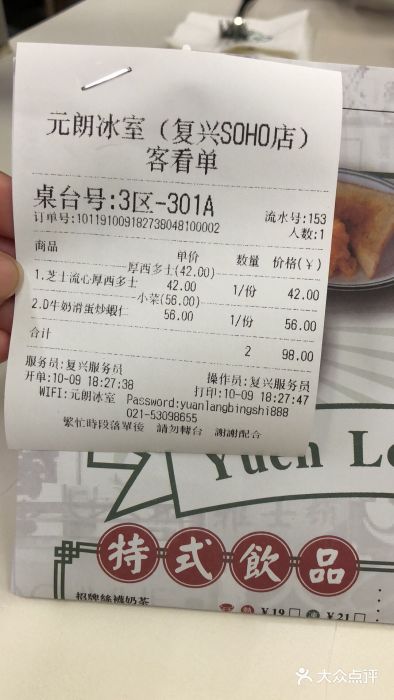 元朗冰室（复兴SOHO店）
客看单
桌台号:3区-301A
流水号:153
订单号:101191009182738048100002
人数:1
商品 单价 数量 价格(¥)
厚西多士(42.00)
1.芝士流心厚西多士 42.00 1/份 42.00
小菜(56.00)
2.D牛奶滑蛋炒蝦仁 56.00 1/份 56.00
合计 2 98.00
服务员:复兴服务员 操作员:复兴服务员
开单:10-09 18:27:38 打印:10-09 18:27:47
WIFI:元朗冰室 Password:yuanlangbingshi888
021-53098655
繁忙時段落單後 請勿轉台 謝謝配合
Yuen L
特式飲品
招牌絲襪奶茶 熱 ¥19 凍 ¥21
大众点评